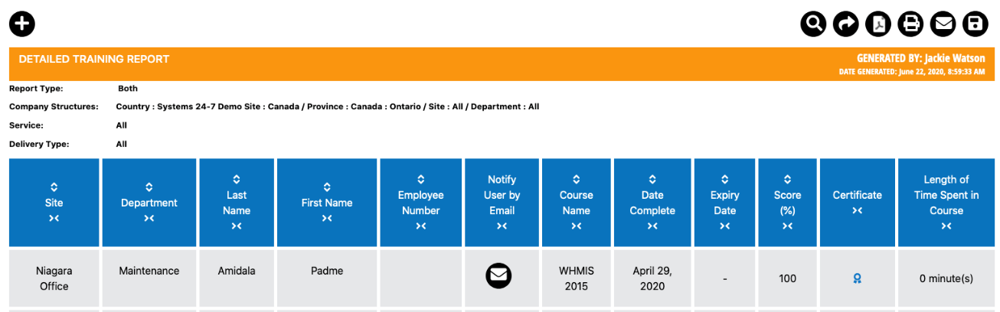 DETAILED TRAINING REPORT
GENERATED BY: Jackie Watson
DATE GENERATED: June 22, 2020, 8:59:33 AM
Report Type: Both
Company Structures: Country : Systems 24-7 Demo Site : Canada / Province : Canada : Ontario / Site : All / Department : All
Service: All
Delivery Type: All
Site
Department
Last
Name
First Name
Employee
Number
Notify
User by
Email
Course
Name
Date
Complete
Expiry
Date
Score
(%)
Certificate
Length of
Time Spent in
Course
Niagara
Office
Maintenance
Amidala
Padme
WHMIS
2015
April 29,
2020
-
100
0 minute(s)